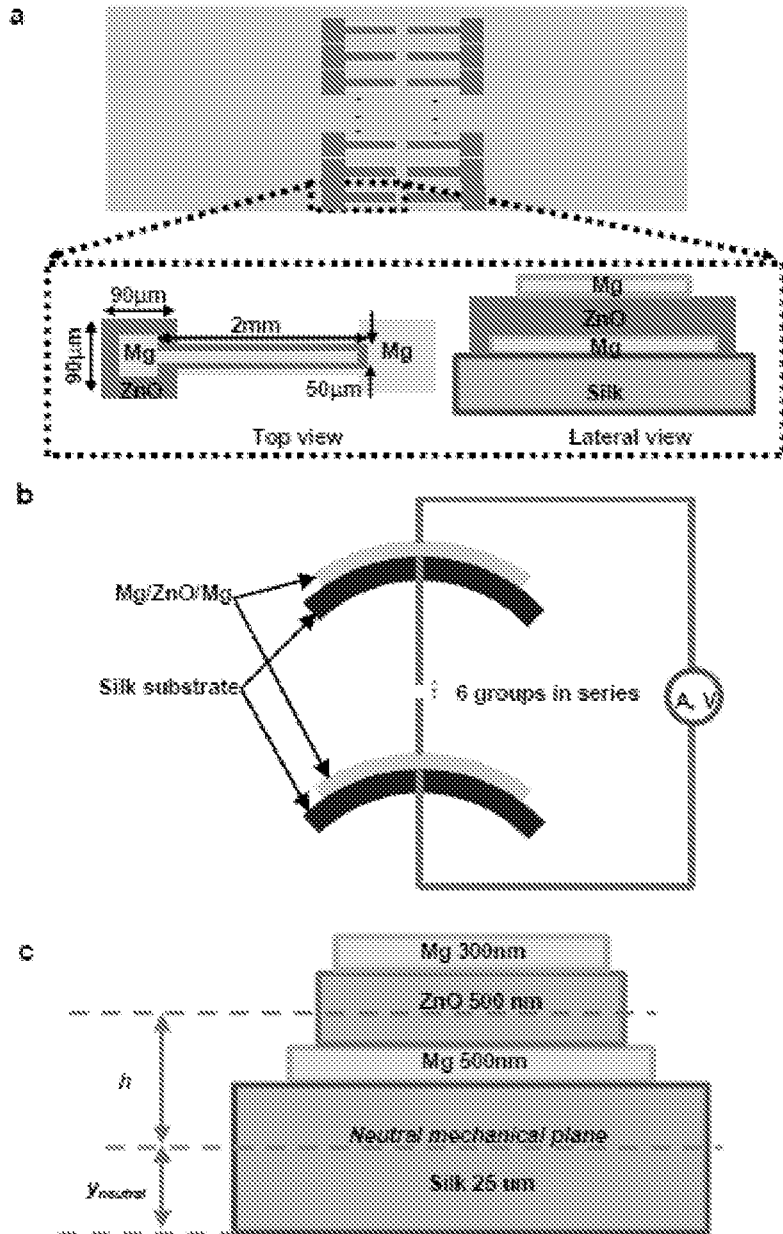 a
90μm
2mm
Mg
ZnO
Mg
Silk
Mg
Mg
90μm
ZnO
50μm
Top view
Lateral view
b
Mg/ZnO/Mg
Silk substrate
6 groups in series
A, V
c
Mg 300nm
ZnO 500 nm
Mg 500nm
h
Neutral mechanical plane
yneutral
Silk 25 um